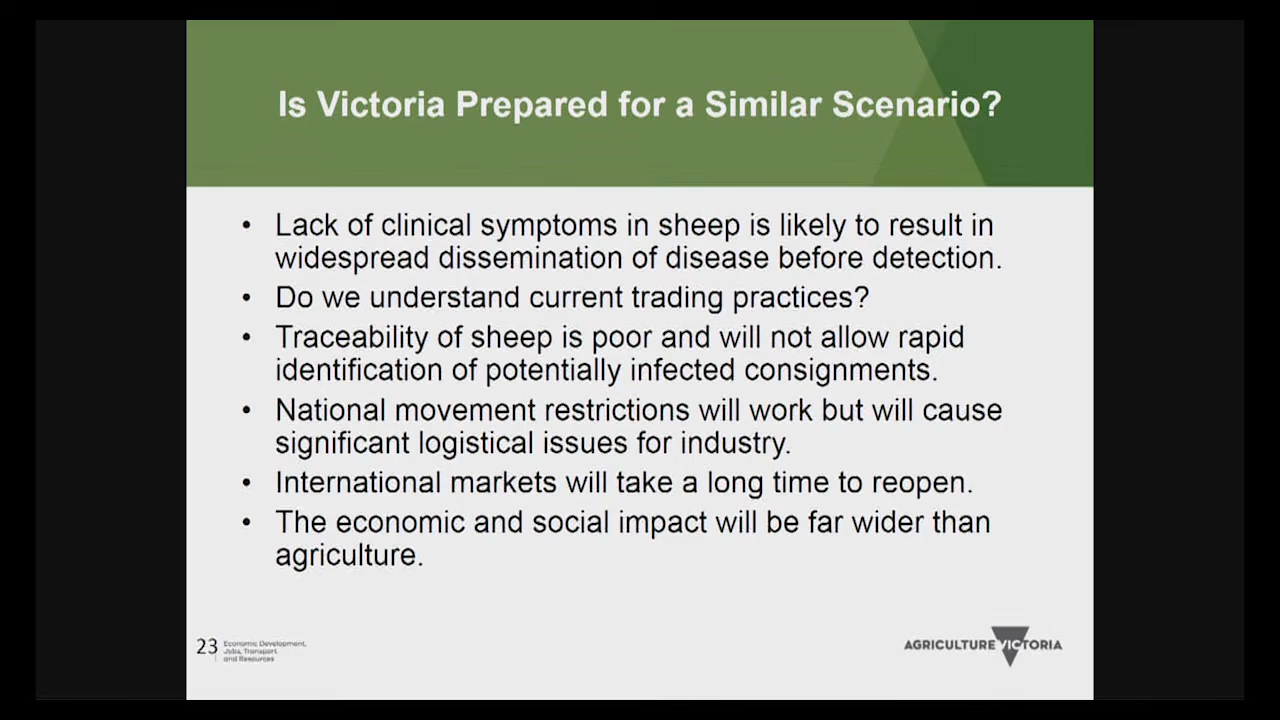 Is Victoria Prepared for a Similar Scenario?
• Lack of clinical symptoms in sheep is likely to result in
widespread dissemination of disease before detection.
• Do we understand current trading practices?
• Traceability of sheep is poor and will not allow rapid
identification of potentially infected consignments.
• National movement restrictions will work but will cause
significant logistical issues for industry.
• International markets will take a long time to reopen.
• The economic and social impact will be far wider than
agriculture.
23
Economic Development,
Jobs, Transport
and Resources
AGRICULTURE VICTORIA